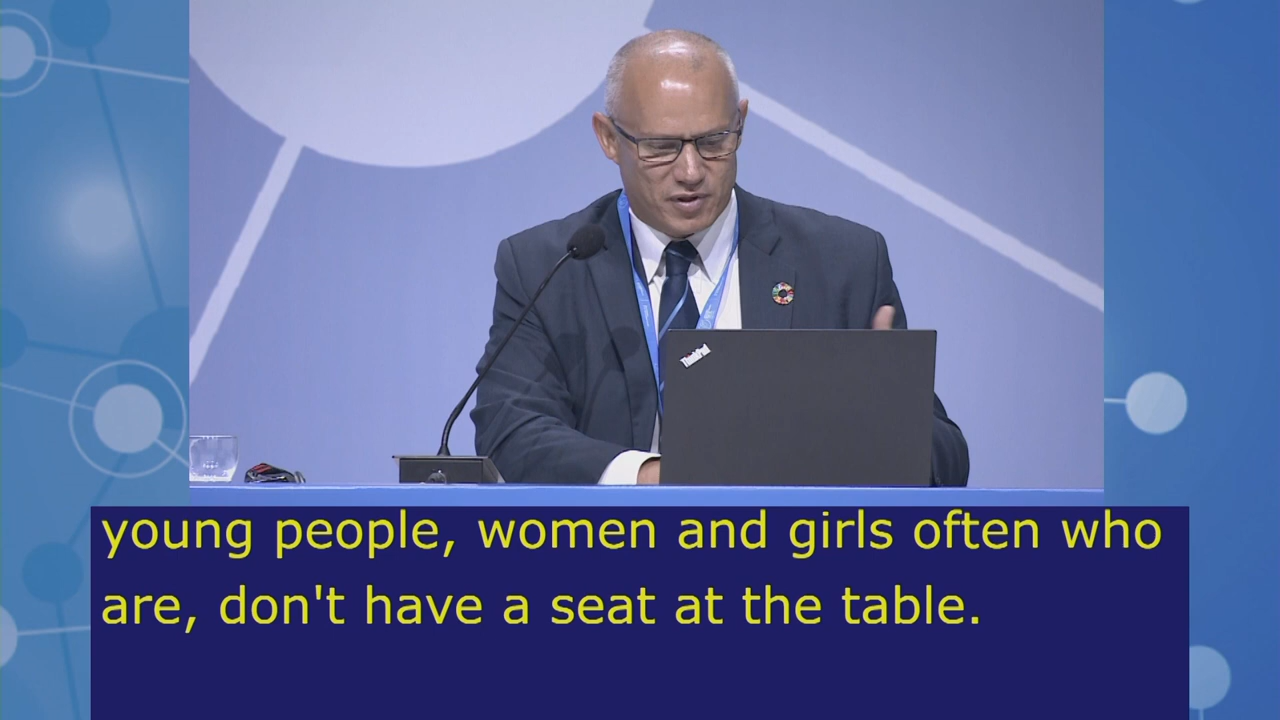 young people, women and girls often who
are, don't have a seat at the table.